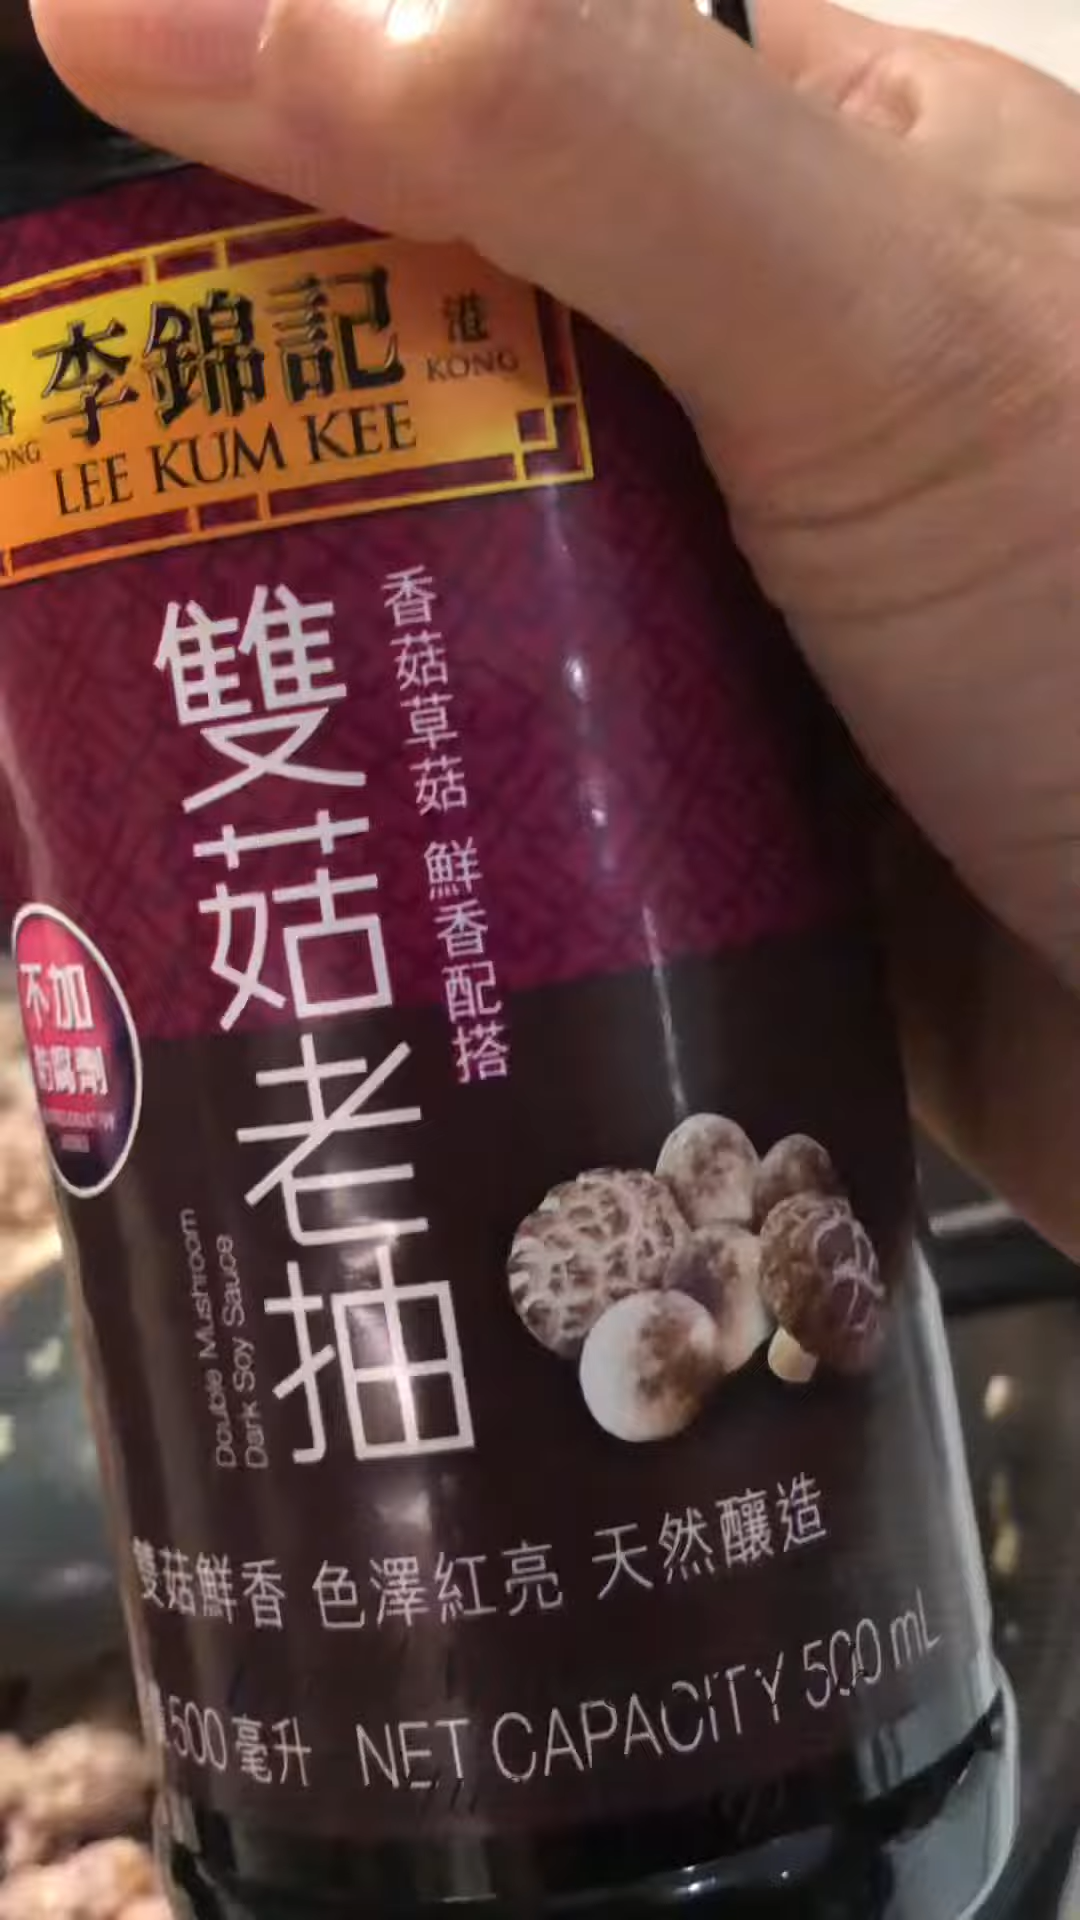 李錦記
港
KONG
LEE KUM KEE
香菇草菇 鮮香配搭
雙菇老抽
不加
防腐劑
Double Mushroom
Dark Soy Sauce
雙菇鮮香 色澤紅亮 天然釀造
500毫升 NET CAPACITY 500 mL